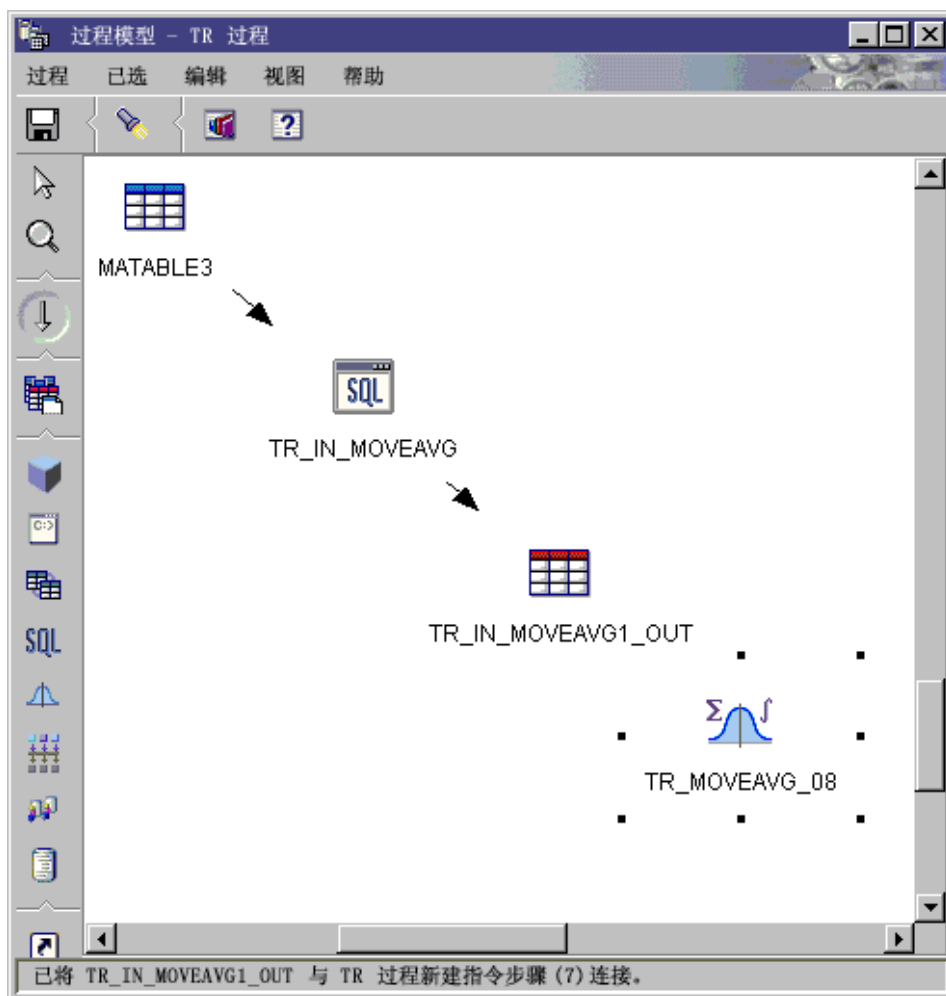 过程模型 - TR 过程
过程 已选 编辑 视图 帮助
MATABLE3
SQL
TR_IN_MOVEAVG
TR_IN_MOVEAVG1_OUT
SQL
Σ ∫
TR_MOVEAVG_08
已将 TR_IN_MOVEAVG1_OUT 与 TR 过程新建指令步骤(7)连接。